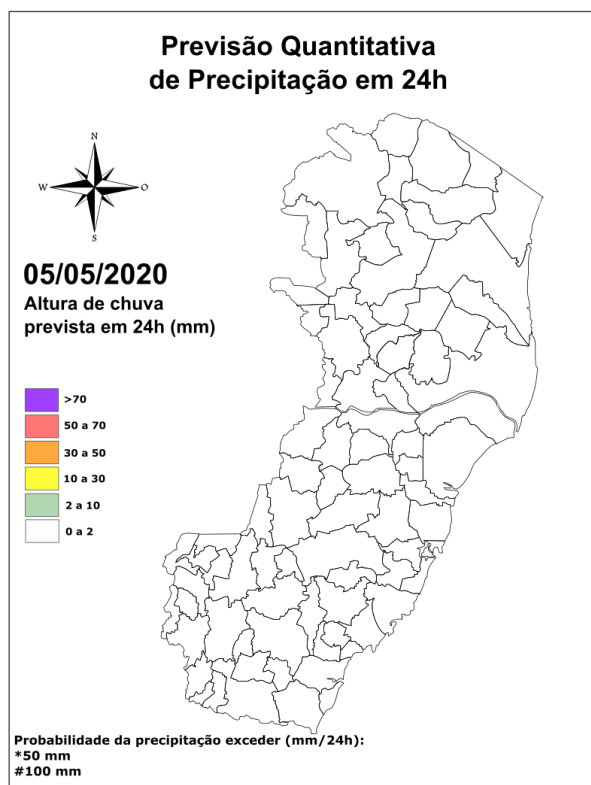 Previsão Quantitativa
de Precipitação em 24h
N
W
O
S
05/05/2020
Altura de chuva
prevista em 24h (mm)
>70
50 a 70
30 a 50
10 a 30
2 a 10
0 a 2
Probabilidade da precipitação exceder (mm/24h):
*50 mm
#100 mm